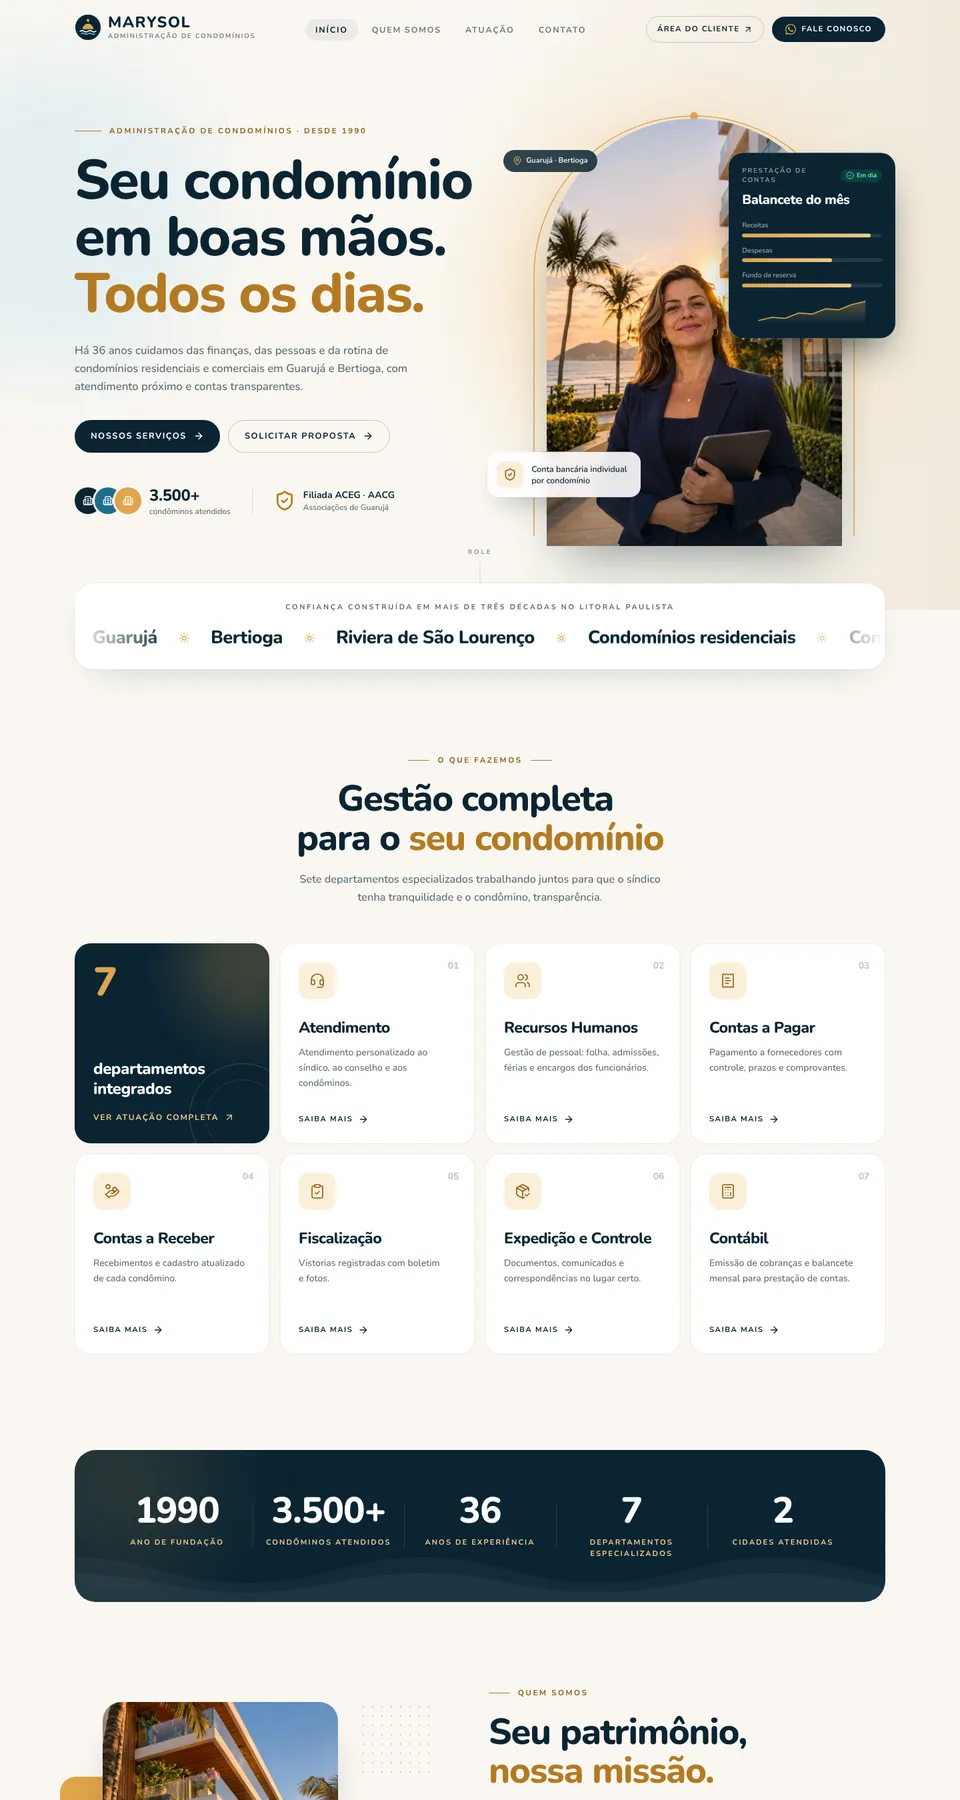 MARYSOL
ADMINISTRAÇÃO DE CONDOMÍNIOS
INÍCIO
QUEM SOMOS
ATUAÇÃO
CONTATO
ÁREA DO CLIENTE
FALE CONOSCO
ADMINISTRAÇÃO DE CONDOMÍNIOS · DESDE 1990
Seu condomínio
em boas mãos.
Todos os dias.
Há 36 anos cuidamos das finanças, das pessoas e da rotina de
condomínios residenciais e comerciais em Guarujá e Bertioga, com
atendimento próximo e contas transparentes.
NOSSOS SERVIÇOS
SOLICITAR PROPOSTA
3.500+
condôminos atendidos
Filiada ACEG · AACG
Associações de Guarujá
Guarujá · Bertioga
PRESTAÇÃO DE
CONTAS
Em dia
Balancete do mês
Receitas
Despesas
Fundo de reserva
Conta bancária individual
por condomínio
ROLE
CONFIANÇA CONSTRUÍDA EM MAIS DE TRÊS DÉCADAS NO LITORAL PAULISTA
Guarujá
Bertioga
Riviera de São Lourenço
Condomínios residenciais
Con
O QUE FAZEMOS
Gestão completa
para o seu condomínio
Sete departamentos especializados trabalhando juntos para que o síndico
tenha tranquilidade e o condômino, transparência.
7
departamentos
integrados
VER ATUAÇÃO COMPLETA
01
Atendimento
Atendimento personalizado ao
síndico, ao conselho e aos
condôminos.
SAIBA MAIS
02
Recursos Humanos
Gestão de pessoal: folha, admissões,
férias e encargos dos funcionários.
SAIBA MAIS
03
Contas a Pagar
Pagamento a fornecedores com
controle, prazos e comprovantes.
SAIBA MAIS
04
Contas a Receber
Recebimentos e cadastro atualizado
de cada condômino.
SAIBA MAIS
05
Fiscalização
Vistorias registradas com boletim
e fotos.
SAIBA MAIS
06
Expedição e Controle
Documentos, comunicados e
correspondências no lugar certo.
SAIBA MAIS
07
Contábil
Emissão de cobranças e balancete
mensal para prestação de contas.
SAIBA MAIS
1990
ANO DE FUNDAÇÃO
3.500+
CONDÔMINOS ATENDIDOS
36
ANOS DE EXPERIÊNCIA
7
DEPARTAMENTOS
ESPECIALIZADOS
2
CIDADES ATENDIDAS
QUEM SOMOS
Seu patrimônio,
nossa missão.